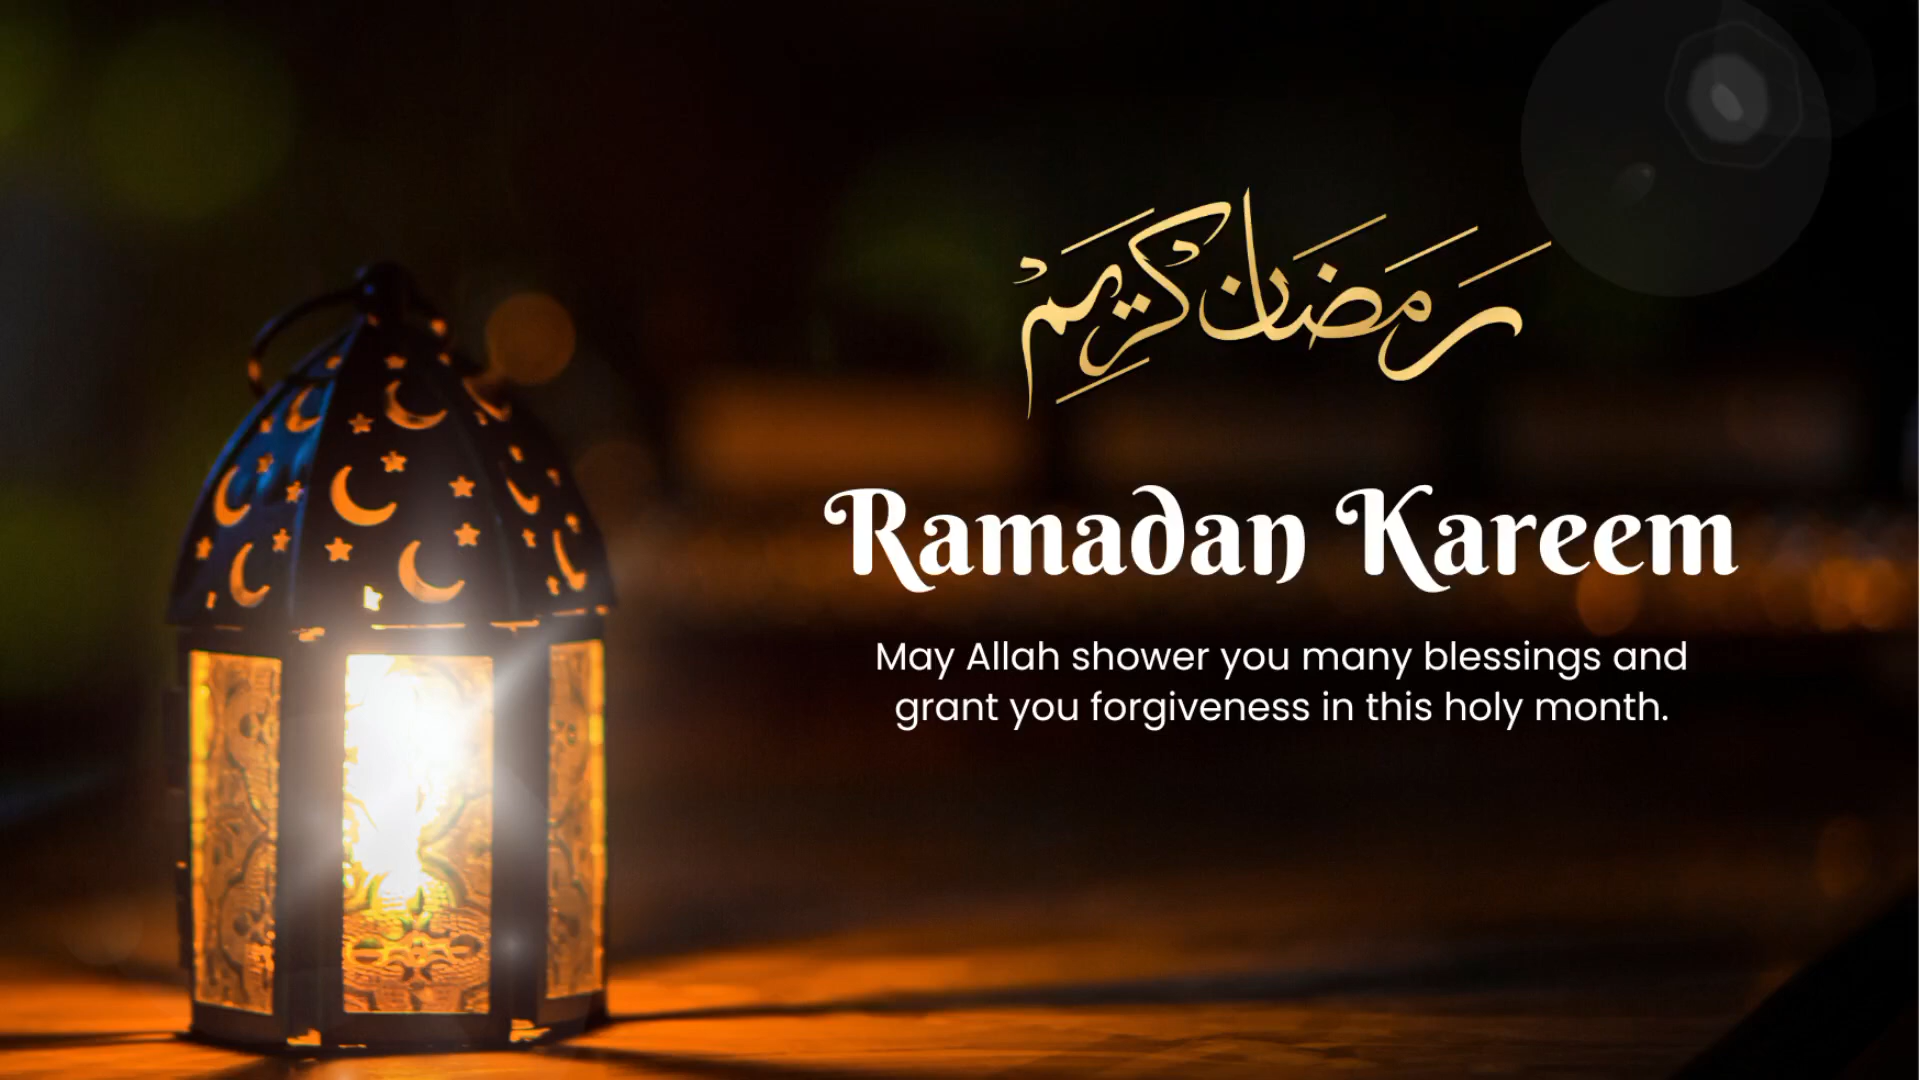 رمضان كريم
Ramadan Kareem
May Allah shower you many blessings and
grant you forgiveness in this holy month.